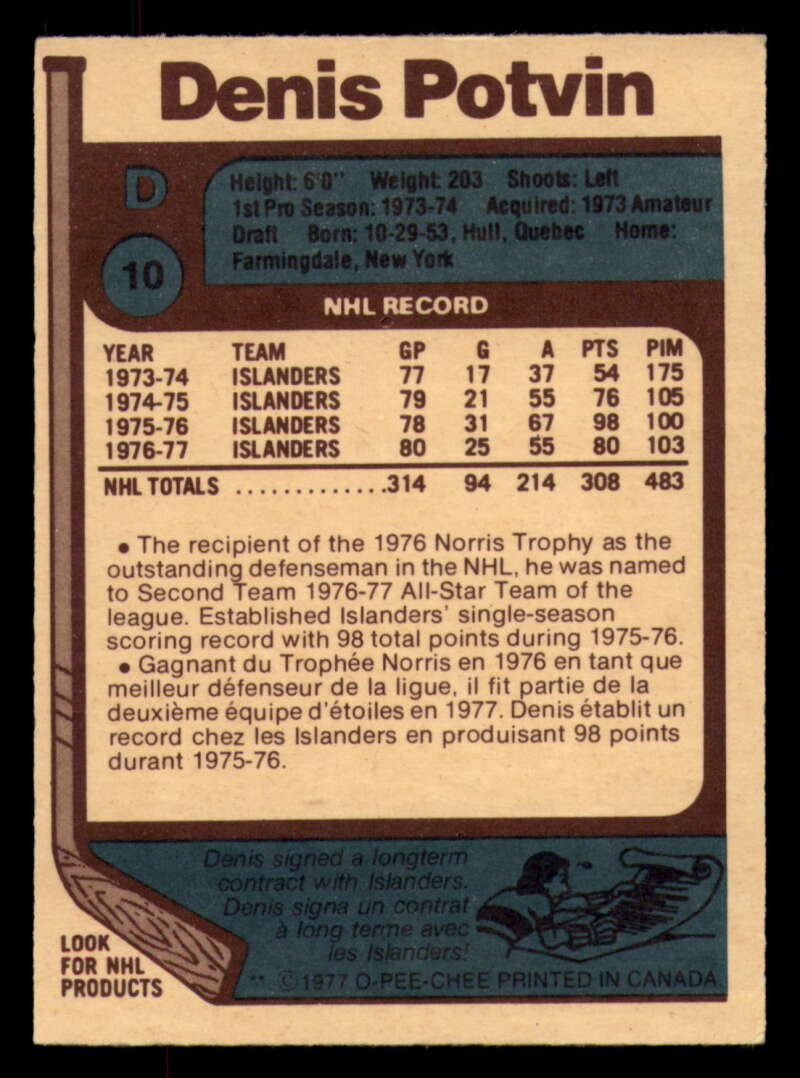 Denis Potvin
D
Height: 6'0" Weight: 203 Shoots: Left
1st Pro Season: 1973-74 Acquired: 1973 Amateur
Draft Born: 10-29-53, Hull, Quebec Home:
Farmingdale, New York
10
NHL RECORD
YEAR TEAM GP G A PTS PIM
1973-74 ISLANDERS 77 17 37 54 175
1974-75 ISLANDERS 79 21 55 76 105
1975-76 ISLANDERS 78 31 67 98 100
1976-77 ISLANDERS 80 25 55 80 103
NHL TOTALS .............314 94 214 308 483
• The recipient of the 1976 Norris Trophy as the
outstanding defenseman in the NHL, he was named
to Second Team 1976-77 All-Star Team of the
league. Established Islanders' single-season
scoring record with 98 total points during 1975-76.
• Gagnant du Trophée Norris en 1976 en tant que
meilleur défenseur de la ligue, il fit partie de la
deuxième équipe d'étoiles en 1977. Denis établit un
record chez les Islanders en produisant 98 points
durant 1975-76.
Denis signed a longterm
contract with Islanders.
Denis signa un contrat
à long terme avec
les Islanders!
LOOK
FOR NHL
PRODUCTS
** ©1977 O-PEE-CHEE PRINTED IN CANADA